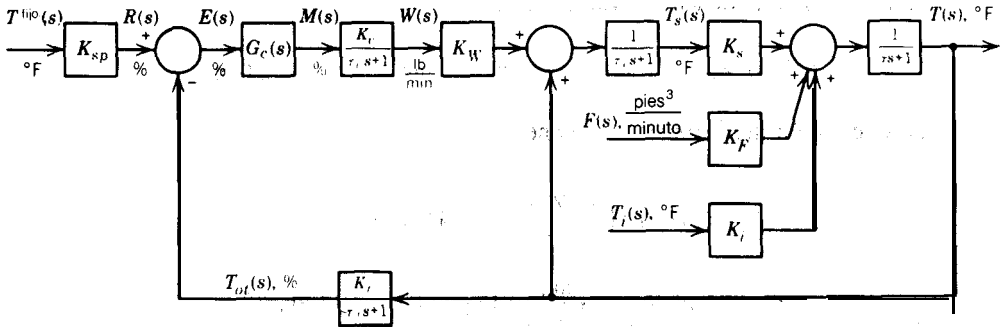 T^fijo(s) R(s) E(s) M(s) W(s) T_s(s) T(s), °F
K_sp + − G_c(s) K_v / τ_v s+1 K_W + + 1 / τ_s s+1 K_s + + + 1 / τs+1
°F % % % lb/min °F
F(s), pies³/minuto K_F
T_i(s), °F K_i
T_ot(s), % K_t / τ_t s+1